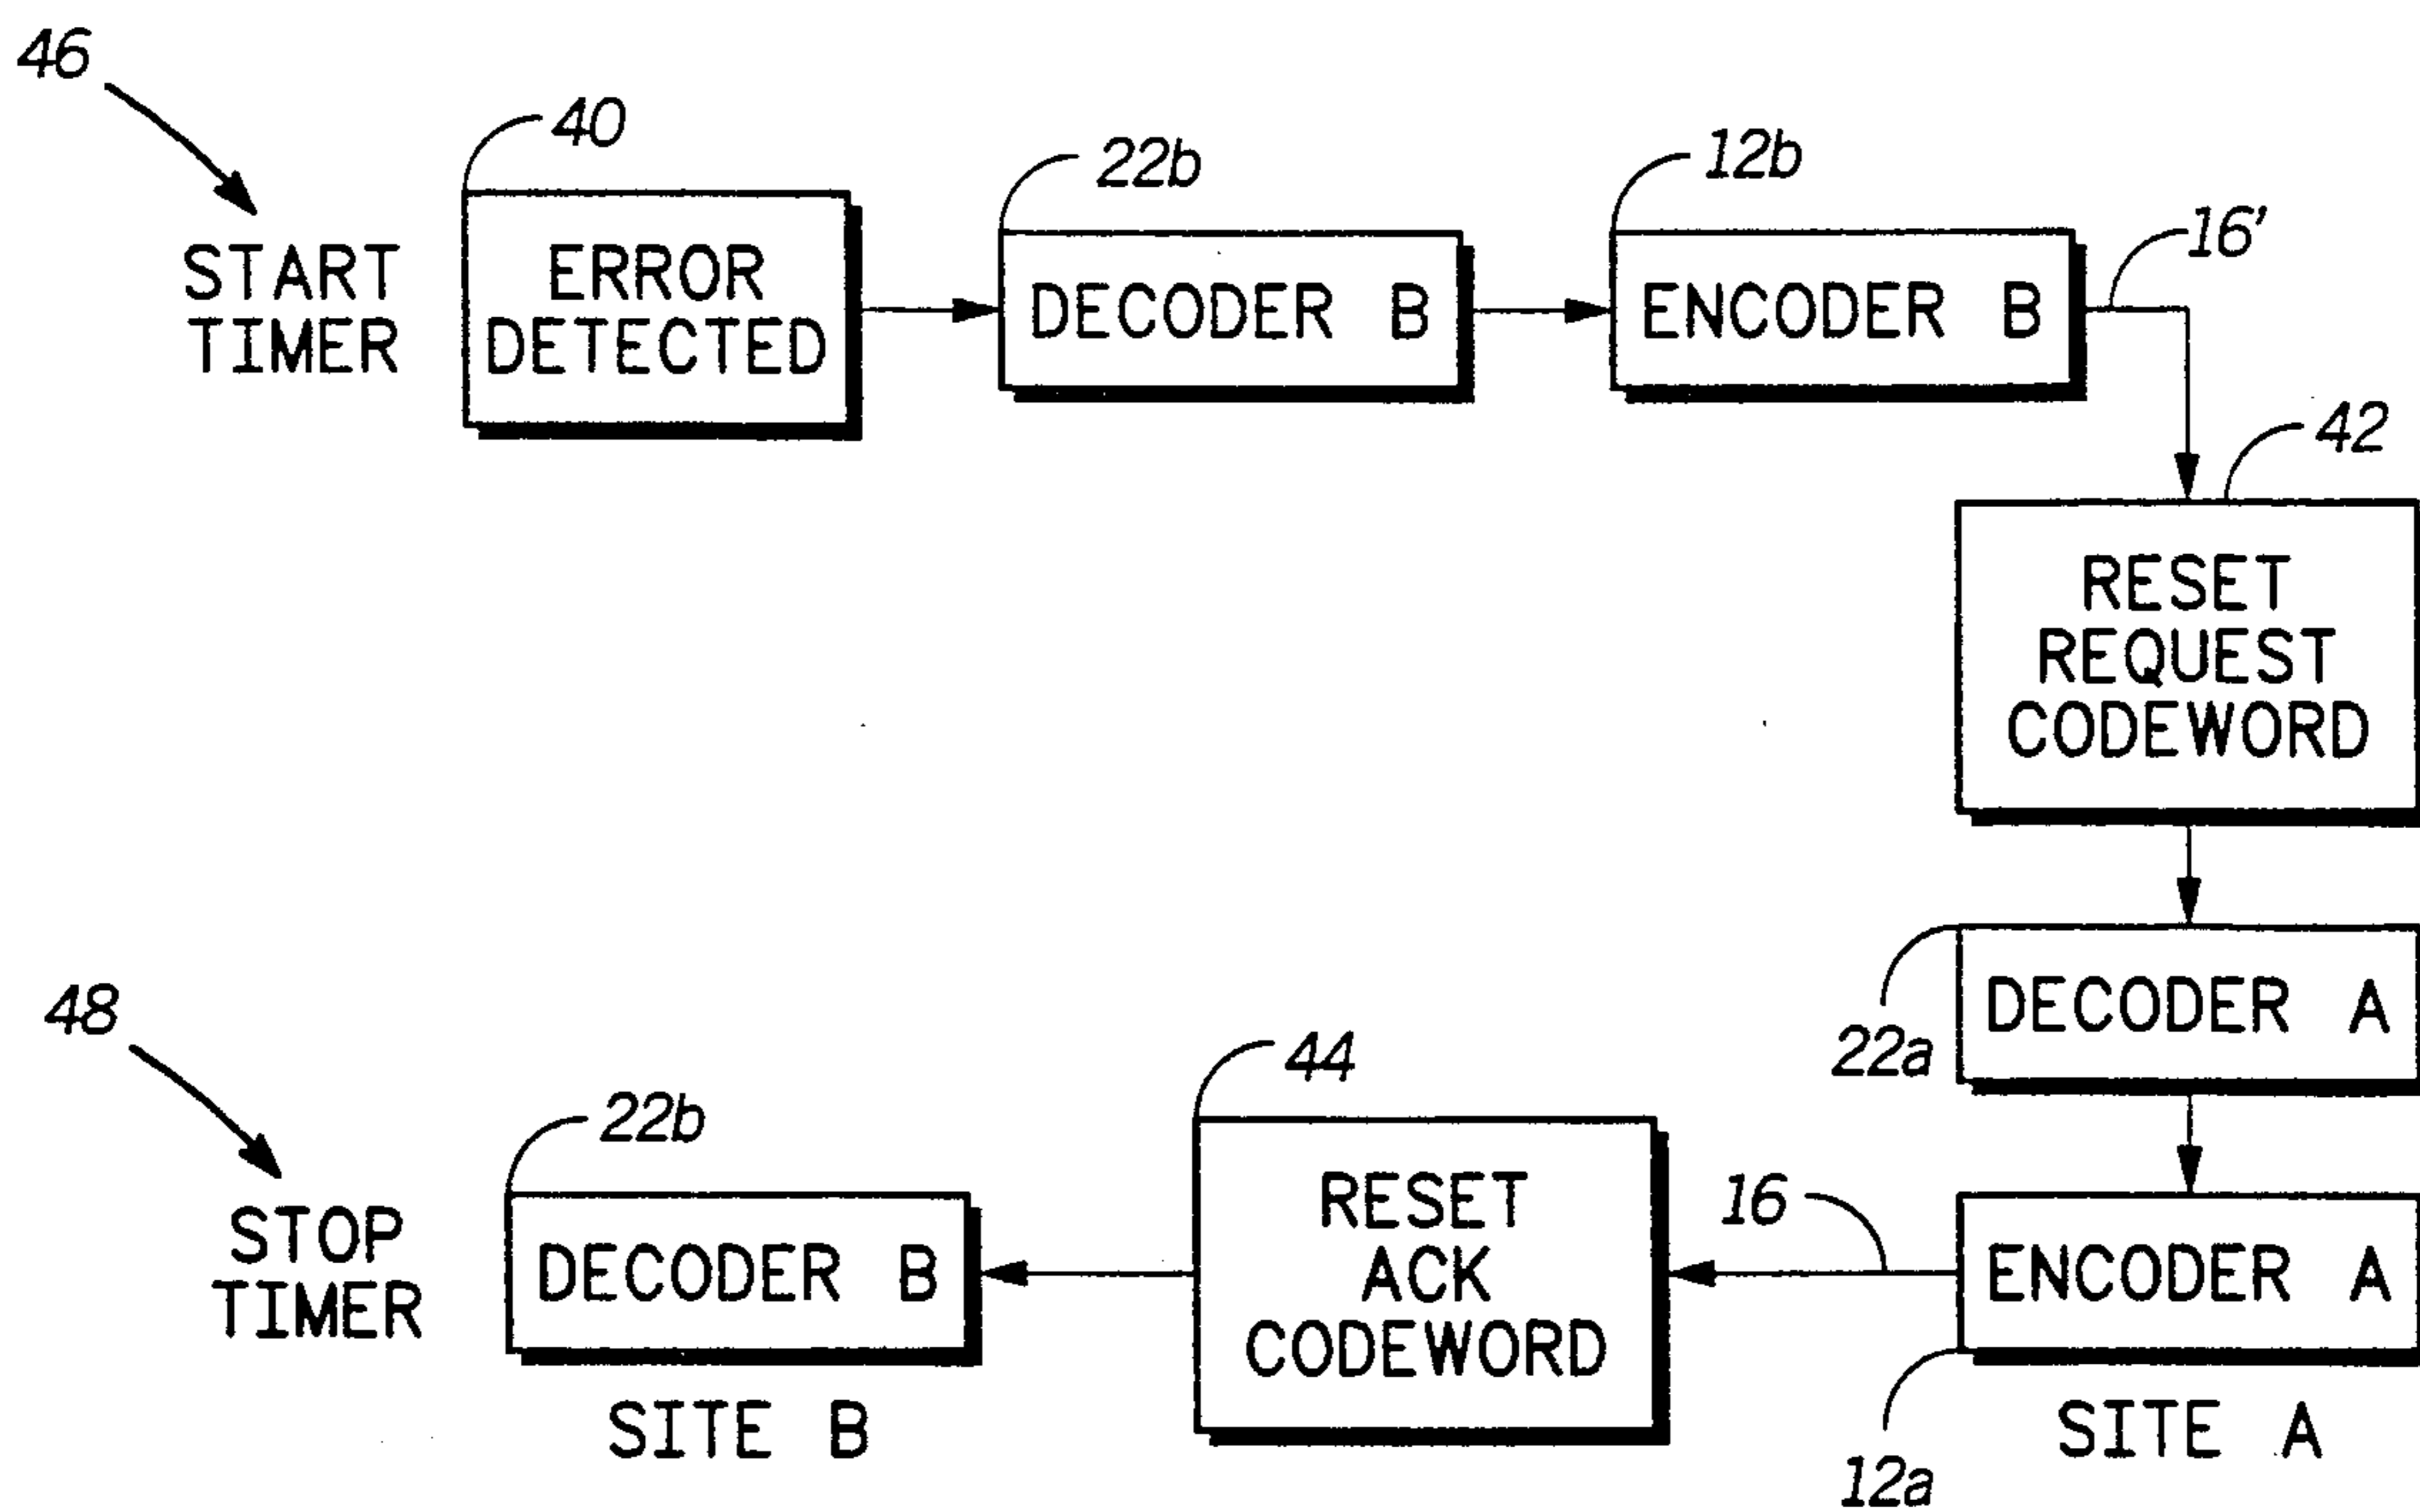 46
START
TIMER
40
ERROR
DETECTED
22b
DECODER B
12b
ENCODER B
16'
42
RESET
REQUEST
CODEWORD
22a
DECODER A
48
STOP
TIMER
22b
DECODER B
SITE B
44
RESET
ACK
CODEWORD
16
ENCODER A
12a
SITE A